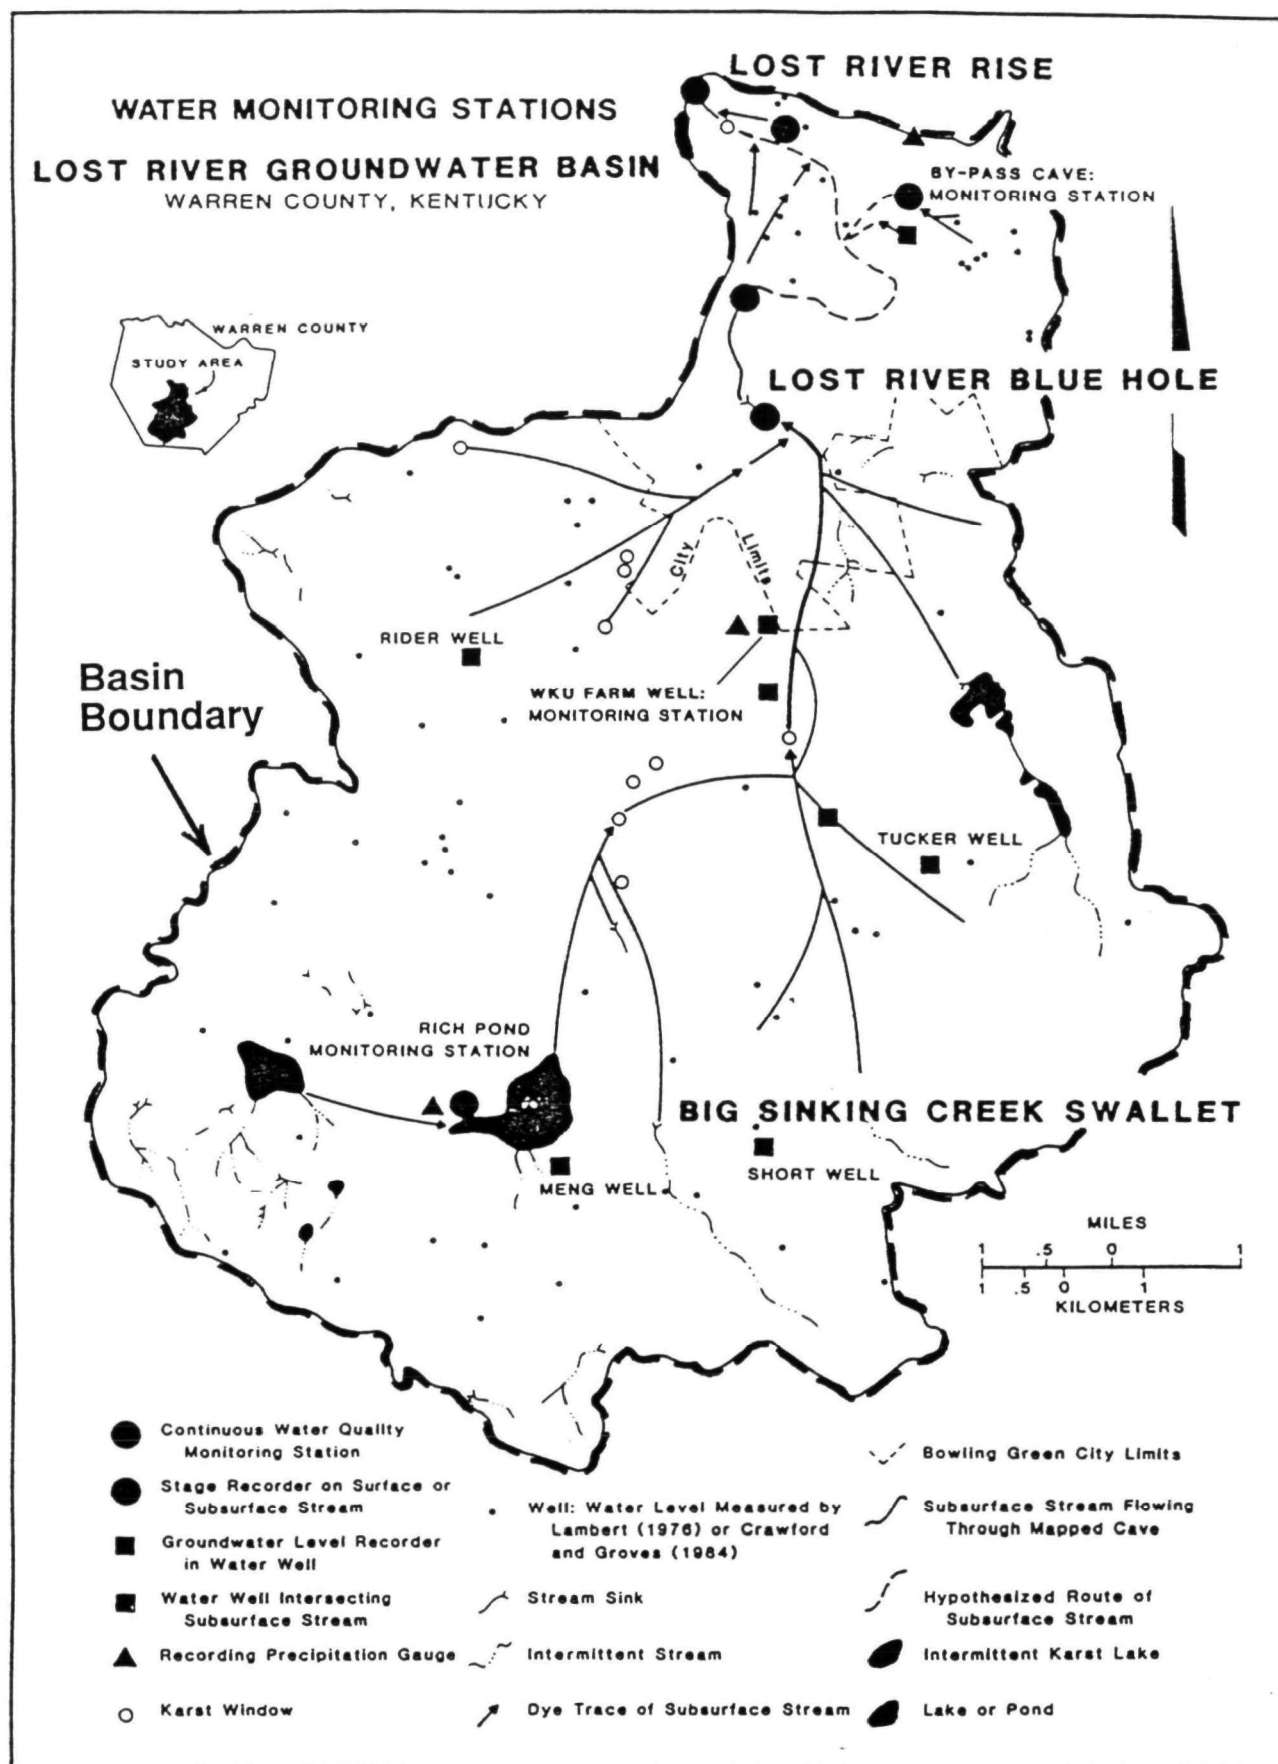 LOST RIVER RISE
WATER MONITORING STATIONS
LOST RIVER GROUNDWATER BASIN
WARREN COUNTY, KENTUCKY
BY-PASS CAVE:
MONITORING STATION
WARREN COUNTY
STUDY AREA
LOST RIVER BLUE HOLE
City
Limits
RIDER WELL
WKU FARM WELL:
MONITORING STATION
Basin
Boundary
TUCKER WELL
RICH POND
MONITORING STATION
BIG SINKING CREEK SWALLET
MENG WELL
SHORT WELL
MILES
1 .5 0 1
1 .5 0 1
KILOMETERS
Continuous Water Quality
Monitoring Station
Stage Recorder on Surface or
Subsurface Stream
Groundwater Level Recorder
in Water Well
Water Well Intersecting
Subsurface Stream
Recording Precipitation Gauge
Karst Window
Well: Water Level Measured by
Lambert (1976) or Crawford
and Groves (1984)
Stream Sink
Intermittent Stream
Dye Trace of Subsurface Stream
Bowling Green City Limits
Subsurface Stream Flowing
Through Mapped Cave
Hypothesized Route of
Subsurface Stream
Intermittent Karst Lake
Lake or Pond